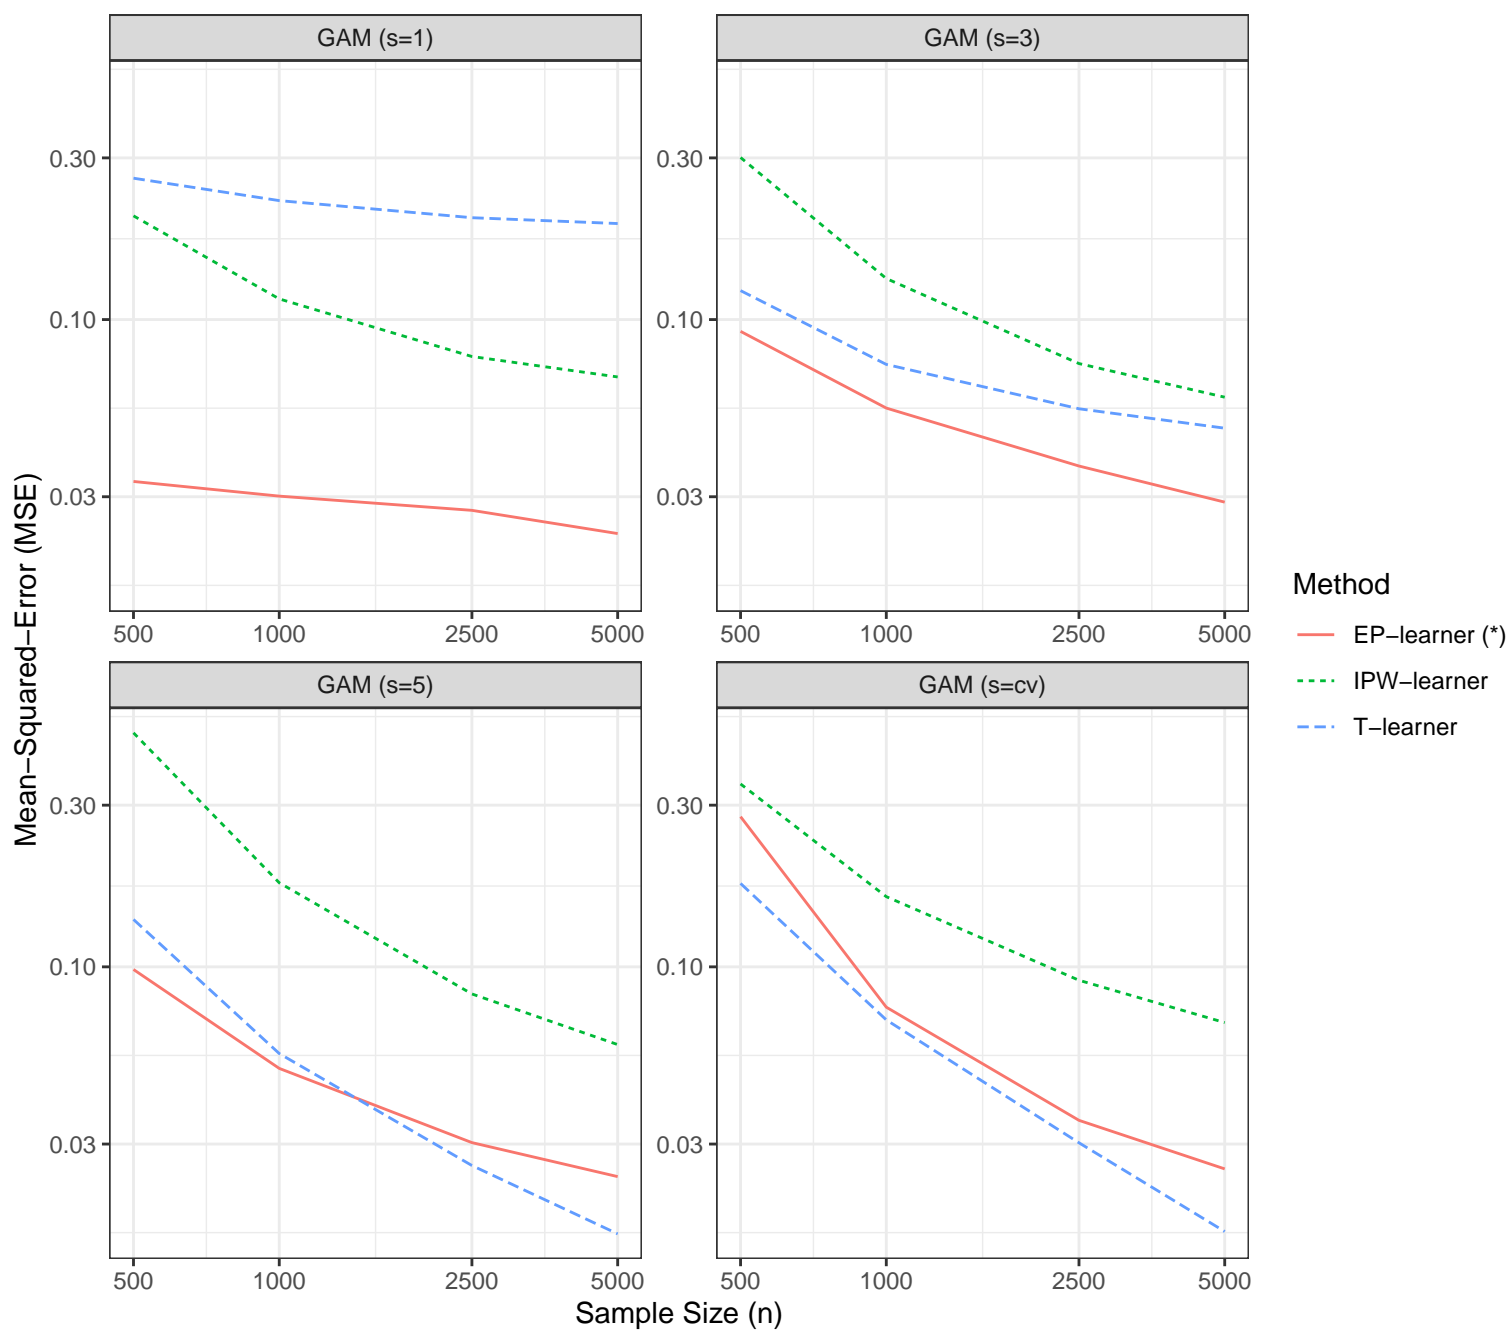 GAM (s=1)
GAM (s=3)
0.30
0.10
0.03
0.30
0.10
0.03
500 1000 2500 5000
500 1000 2500 5000
GAM (s=5)
GAM (s=cv)
0.30
0.10
0.03
0.30
0.10
0.03
500 1000 2500 5000
500 1000 2500 5000
Mean−Squared−Error (MSE)
Sample Size (n)
Method
EP−learner (*)
IPW−learner
T−learner